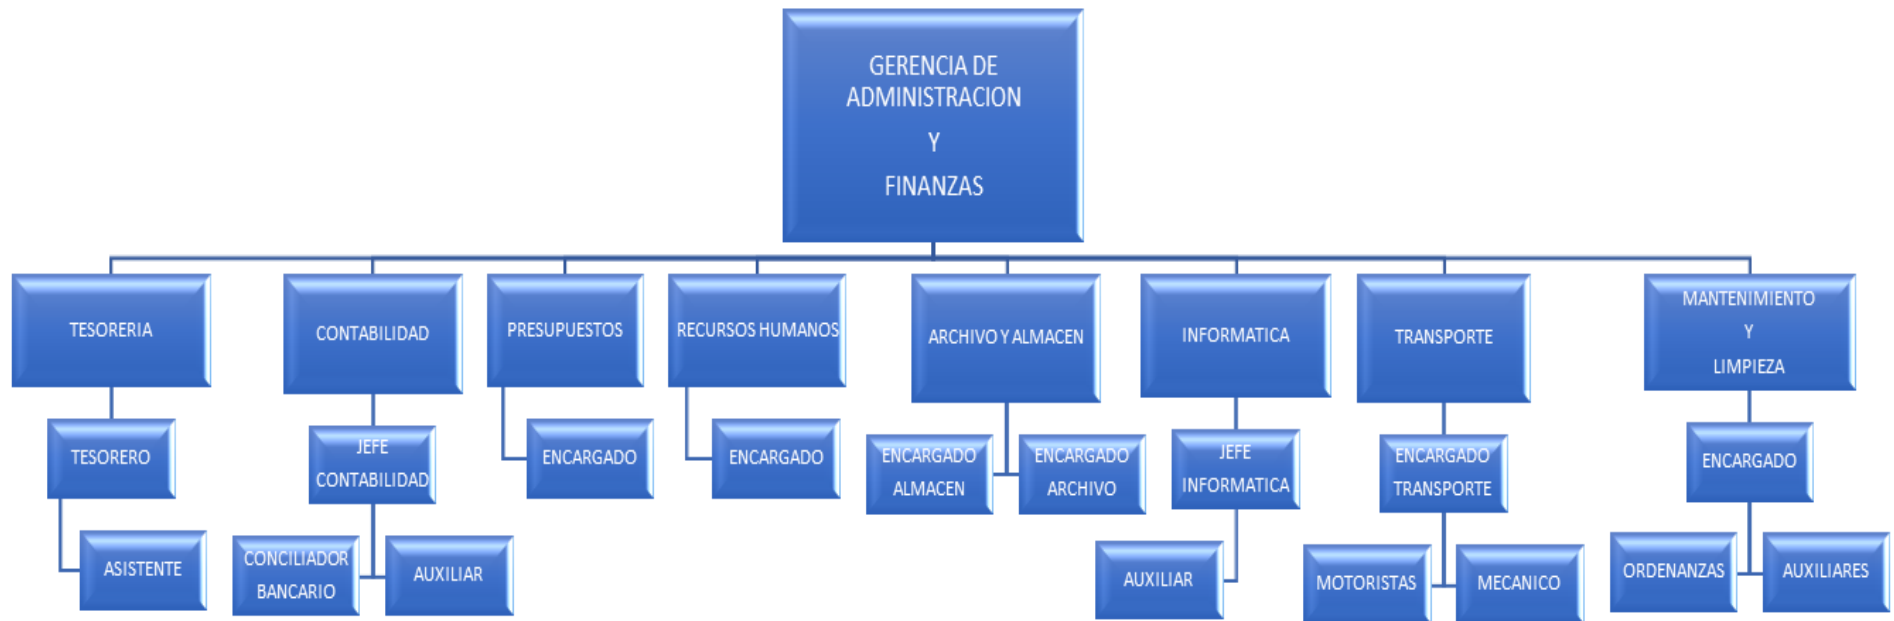 GERENCIA DE
ADMINISTRACION
Y
FINANZAS
TESORERIA
CONTABILIDAD
PRESUPUESTOS
RECURSOS HUMANOS
ARCHIVO Y ALMACEN
INFORMATICA
TRANSPORTE
MANTENIMIENTO
Y
LIMPIEZA
TESORERO
JEFE
CONTABILIDAD
ENCARGADO
ENCARGADO
ENCARGADO
ALMACEN
ENCARGADO
ARCHIVO
JEFE
INFORMATICA
ENCARGADO
TRANSPORTE
ENCARGADO
ASISTENTE
CONCILIADOR
BANCARIO
AUXILIAR
AUXILIAR
MOTORISTAS
MECANICO
ORDENANZAS
AUXILIARES